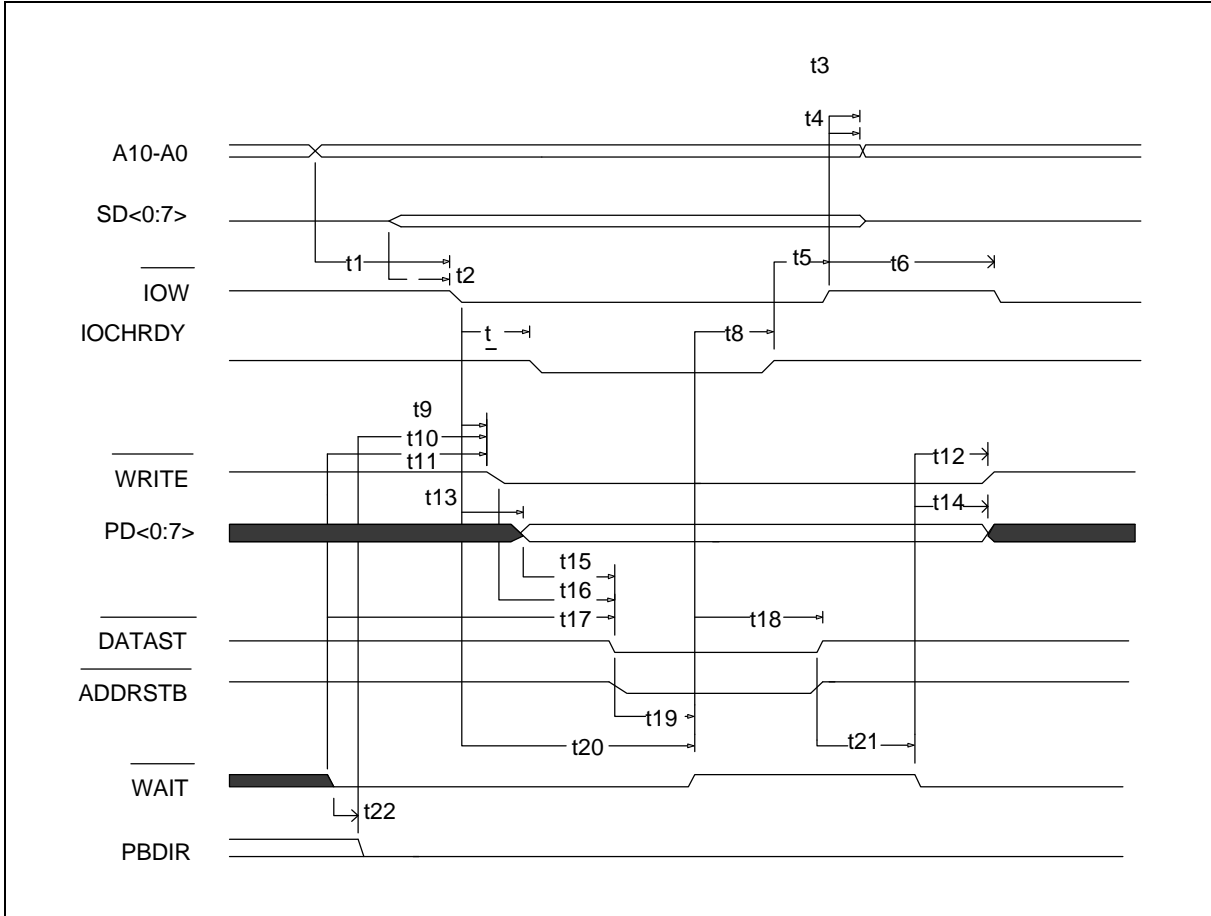 t3
t4
A10-A0
SD<0:7>
t1
t2
t5
t6
IOW
IOCHRDY
t
t8
t9
t10
t11
t12
WRITE
t13
t14
PD<0:7>
t15
t16
t17
t18
DATAST
ADDRSTB
t19
t20
t21
WAIT
t22
PBDIR